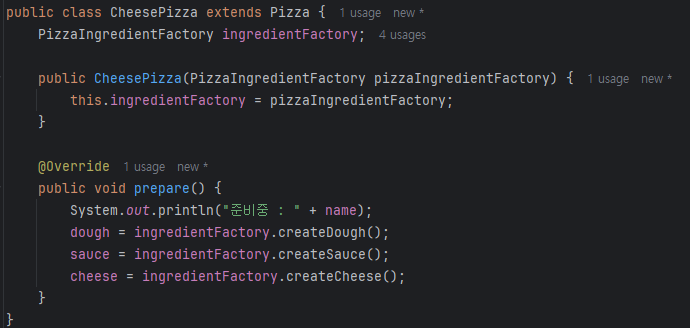 public class CheesePizza extends Pizza { 1 usage new *
PizzaIngredientFactory ingredientFactory; 4 usages
public CheesePizza(PizzaIngredientFactory pizzaIngredientFactory) { 1 usage new *
this.ingredientFactory = pizzaIngredientFactory;
}
@Override 1 usage new *
public void prepare() {
System.out.println("준비중 : " + name);
dough = ingredientFactory.createDough();
sauce = ingredientFactory.createSauce();
cheese = ingredientFactory.createCheese();
}
}